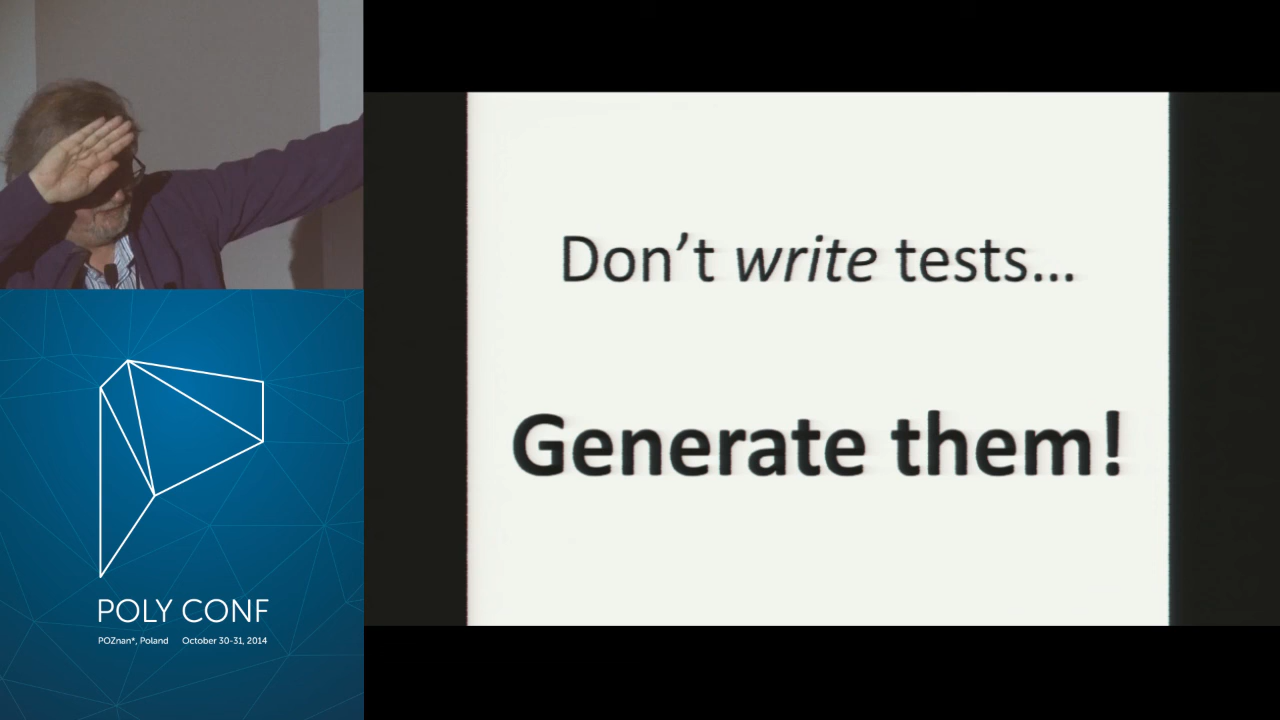 Don’t write tests…
Generate them!
POLY CONF
POZnan*, Poland October 30-31, 2014